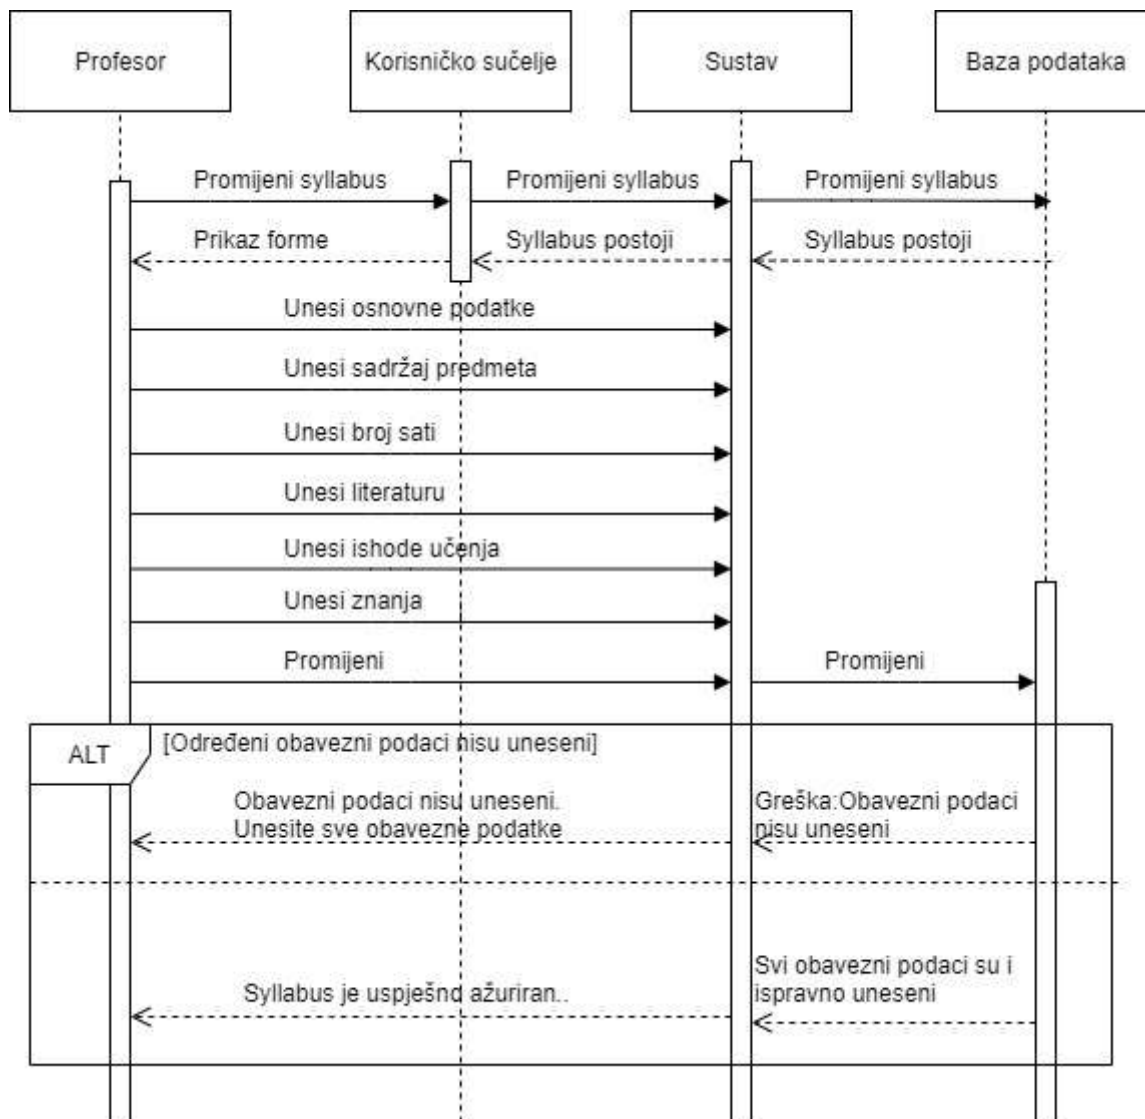 Profesor
Korisničko sučelje
Sustav
Baza podataka
Promijeni syllabus
Promijeni syllabus
Promijeni syllabus
Prikaz forme
Syllabus postoji
Syllabus postoji
Unesi osnovne podatke
Unesi sadržaj predmeta
Unesi broj sati
Unesi literaturu
Unesi ishode učenja
Unesi znanja
Promijeni
Promijeni
ALT
[Određeni obavezni podaci nisu uneseni]
Obavezni podaci nisu uneseni.
Unesite sve obavezne podatke
Greška:Obavezni podaci
nisu uneseni
Syllabus je uspješno ažuriran..
Svi obavezni podaci su i
ispravno uneseni